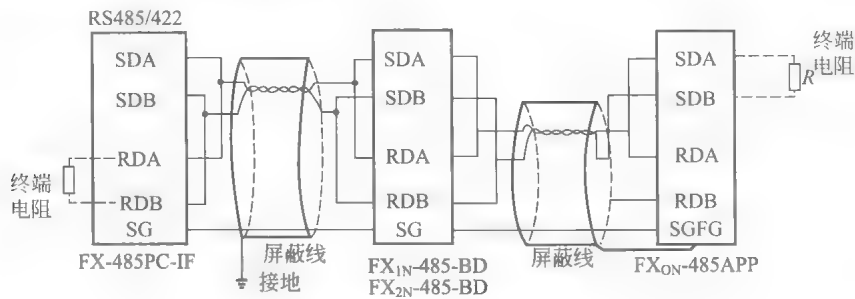 RS485/422
SDA
SDB
RDA
RDB
SG
终端
电阻
FX-485PC-IF
屏蔽线
接地
SDA
SDB
RDA
RDB
SG
FX1N-485-BD
FX2N-485-BD
屏蔽线
SDA
SDB
RDA
RDB
SGFG
FXON-485APP
终端
电阻
R